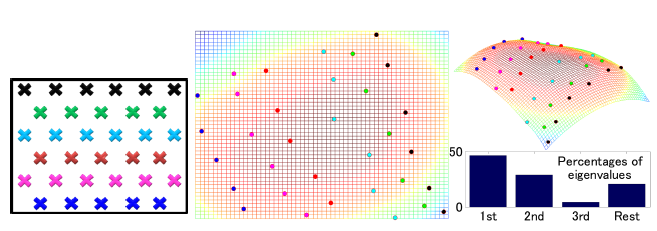 50
Percentages of
eigenvalues
0
1st 2nd 3rd Rest